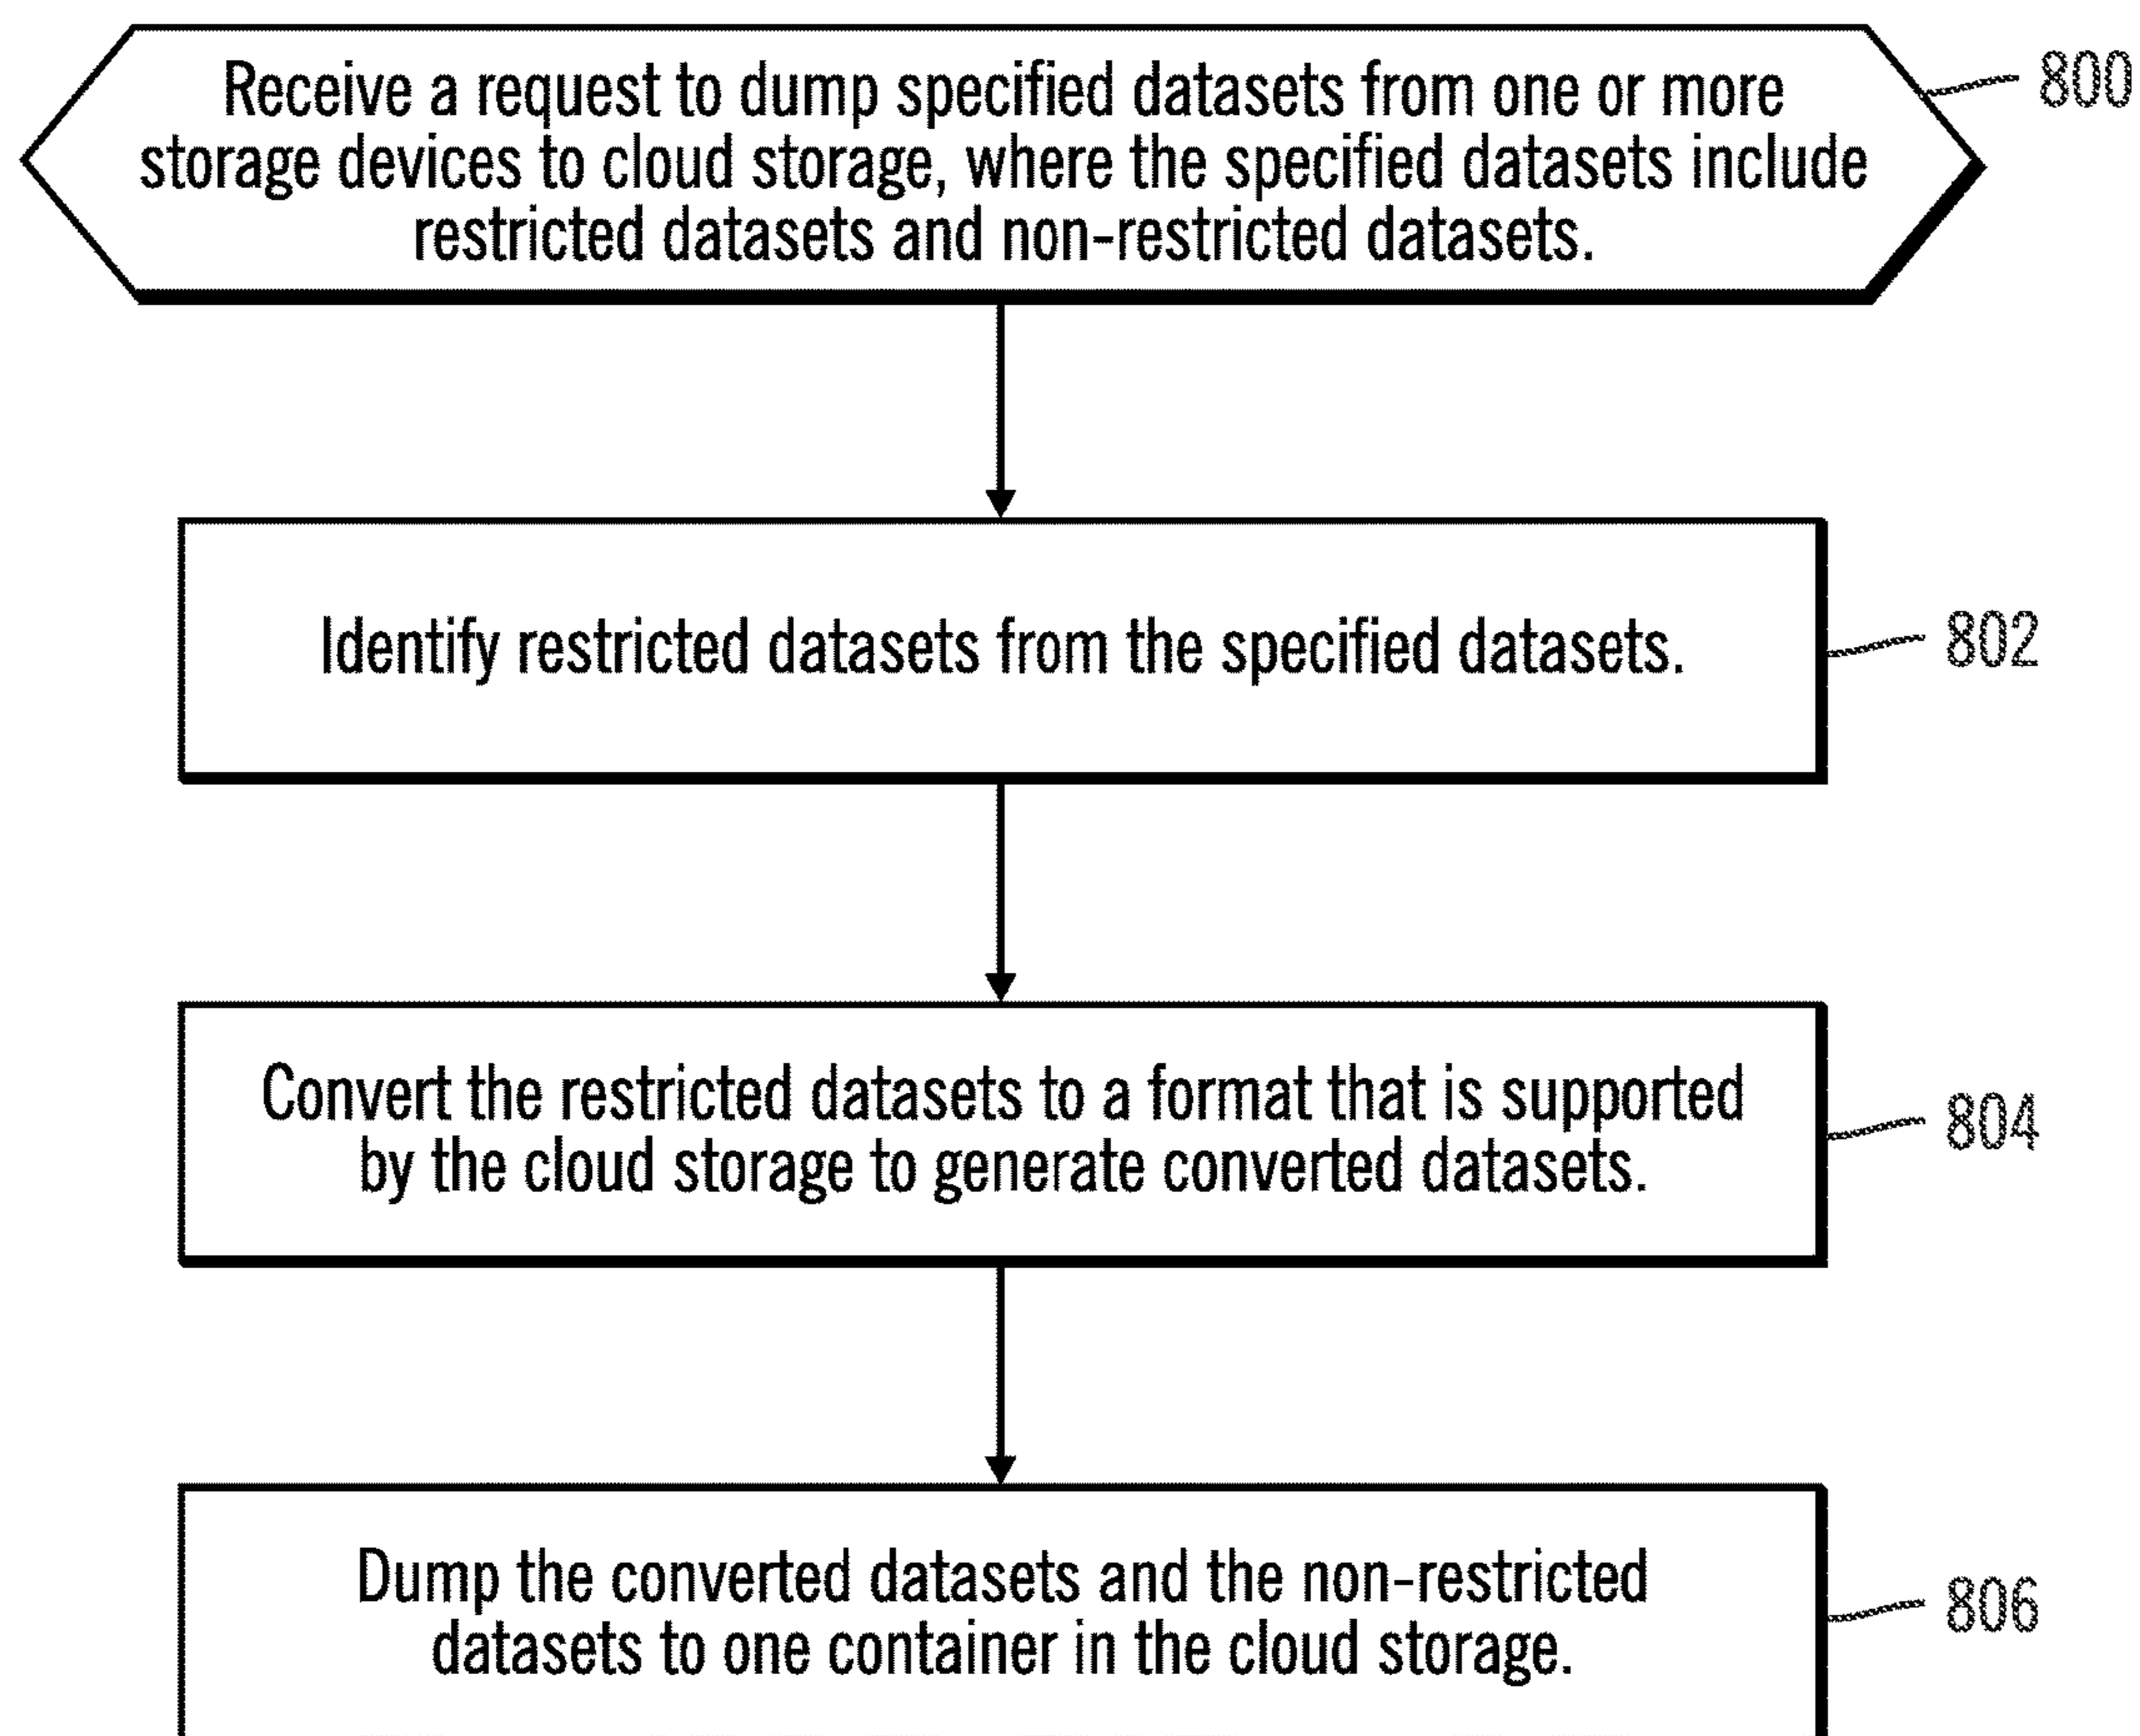 Receive a request to dump specified datasets from one or more
storage devices to cloud storage, where the specified datasets include
restricted datasets and non-restricted datasets.
800
Identify restricted datasets from the specified datasets.
802
Convert the restricted datasets to a format that is supported
by the cloud storage to generate converted datasets.
804
Dump the converted datasets and the non-restricted
datasets to one container in the cloud storage.
806